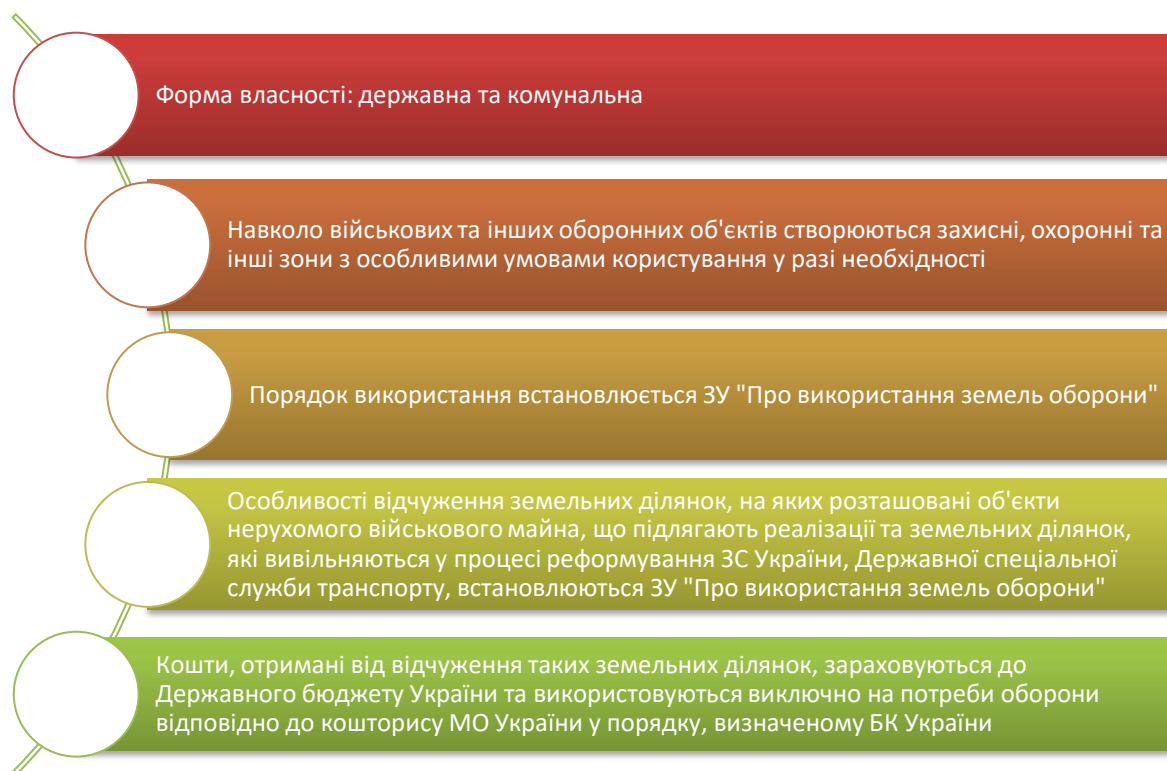 Форма власності: державна та комунальна
Навколо військових та інших оборонних об'єктів створюються захисні, охоронні та
інші зони з особливими умовами користування у разі необхідності
Порядок використання встановлюється ЗУ "Про використання земель оборони"
Особливості відчуження земельних ділянок, на яких розташовані об'єкти
нерухомого військового майна, що підлягають реалізації та земельних ділянок,
які вивільняються у процесі реформування ЗС України, Державної спеціальної
служби транспорту, встановлюються ЗУ "Про використання земель оборони"
Кошти, отримані від відчуження таких земельних ділянок, зараховуються до
Державного бюджету України та використовуються виключно на потреби оборони
відповідно до кошторису МО України у порядку, визначеному БК України